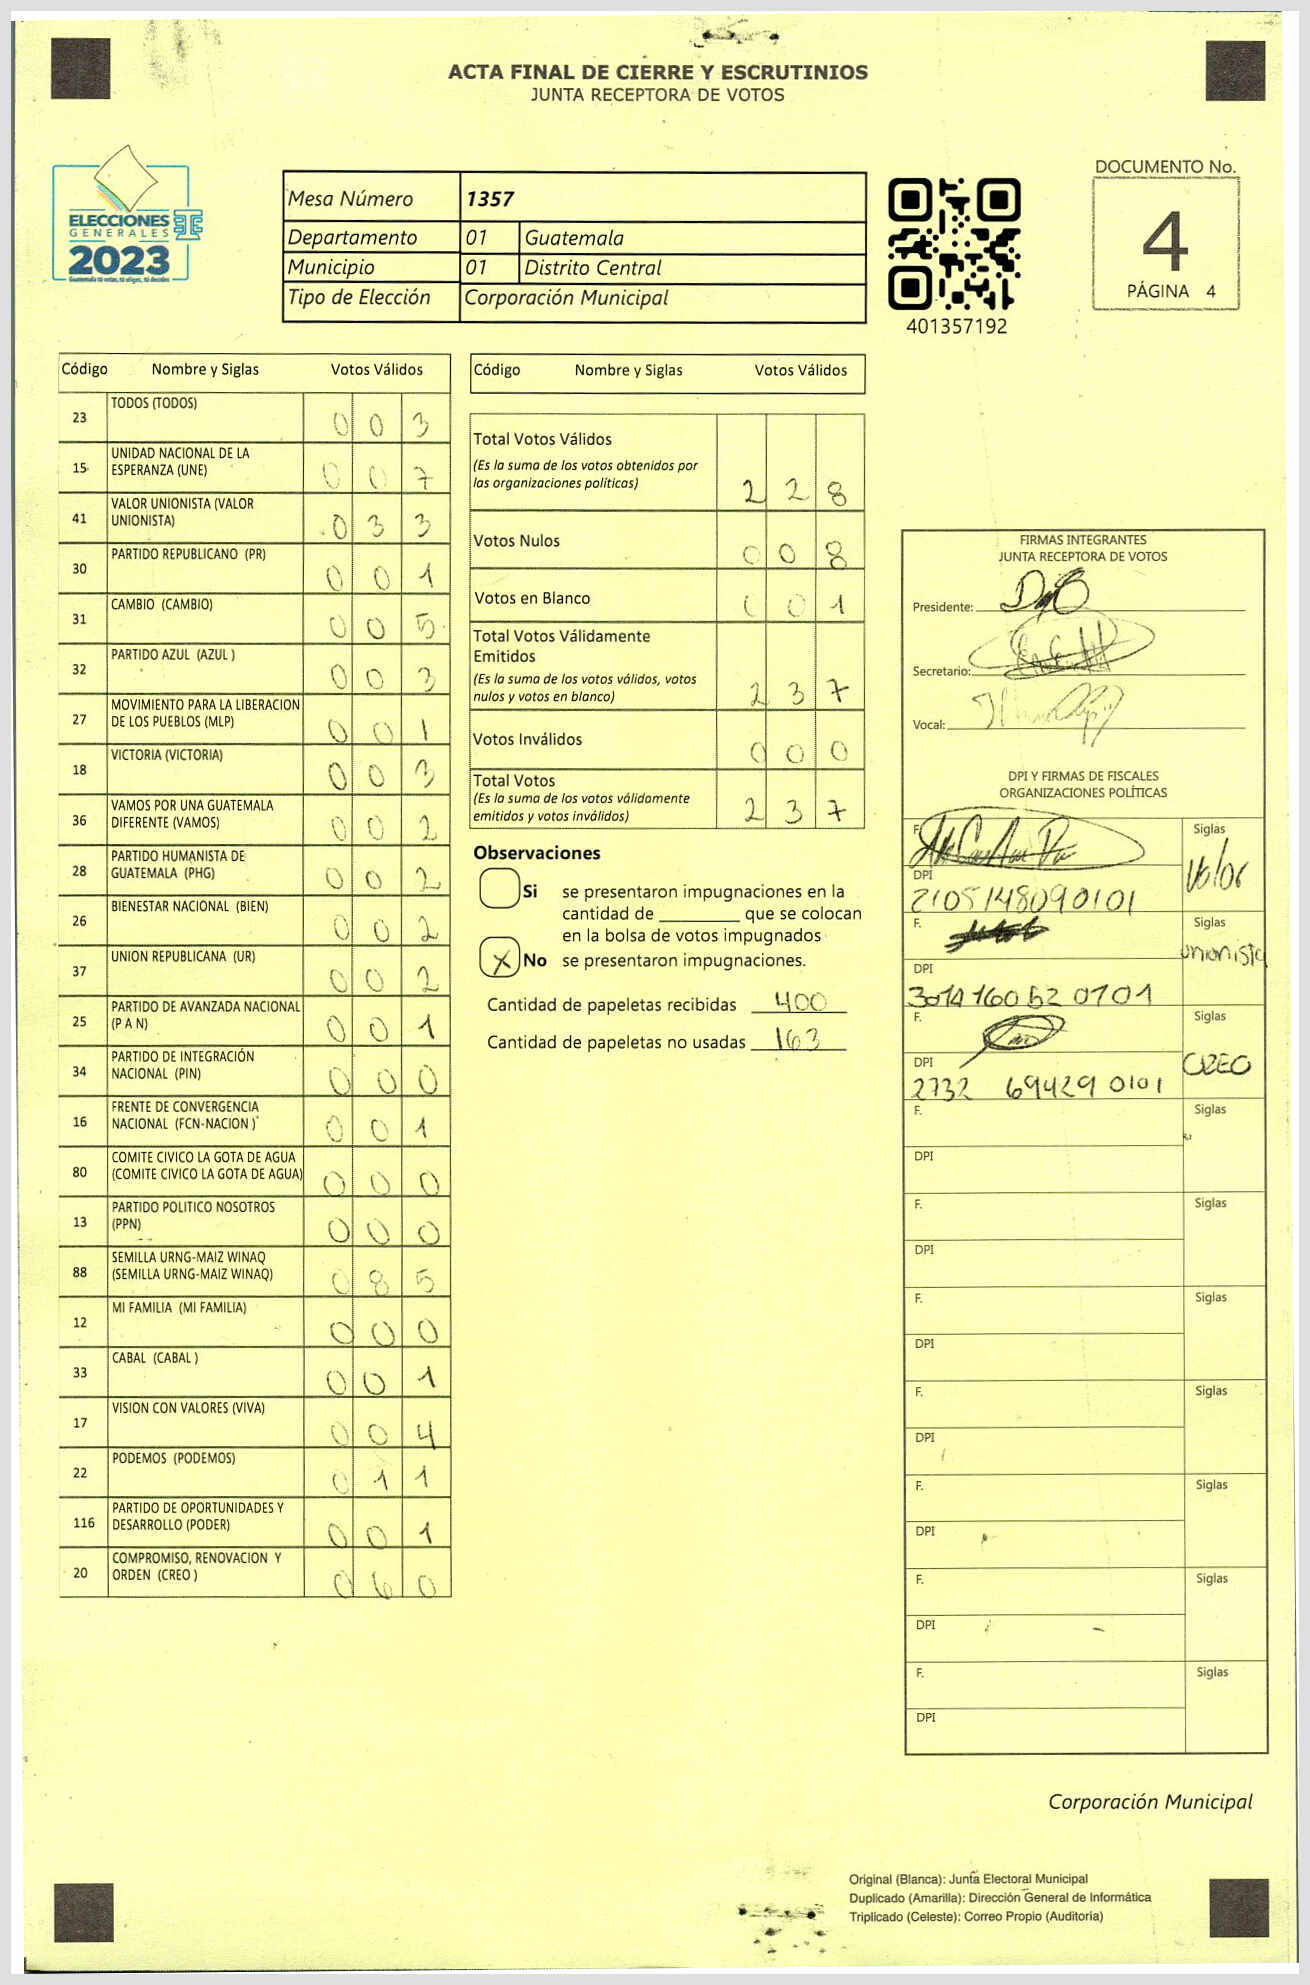 ACTA FINAL DE CIERRE Y ESCRUTINIOS
JUNTA RECEPTORA DE VOTOS
ELECCIONES
GENERALES
2023
Guatemala tú votas, tú eliges, tú decides
Mesa Número 1357
Departamento 01 Guatemala
Municipio 01 Distrito Central
Tipo de Elección Corporación Municipal
401357192
DOCUMENTO No.
4
PÁGINA 4
Código Nombre y Siglas Votos Válidos
23 TODOS (TODOS) 0 0 3
15 UNIDAD NACIONAL DE LA
ESPERANZA (UNE) 0 0 7
41 VALOR UNIONISTA (VALOR
UNIONISTA) 0 3 3
30 PARTIDO REPUBLICANO (PR) 0 0 1
31 CAMBIO (CAMBIO) 0 0 5
32 PARTIDO AZUL (AZUL ) 0 0 3
27 MOVIMIENTO PARA LA LIBERACION
DE LOS PUEBLOS (MLP) 0 0 1
18 VICTORIA (VICTORIA) 0 0 3
36 VAMOS POR UNA GUATEMALA
DIFERENTE (VAMOS) 0 0 2
28 PARTIDO HUMANISTA DE
GUATEMALA (PHG) 0 0 2
26 BIENESTAR NACIONAL (BIEN) 0 0 2
37 UNION REPUBLICANA (UR) 0 0 2
25 PARTIDO DE AVANZADA NACIONAL
(P A N) 0 0 1
34 PARTIDO DE INTEGRACIÓN
NACIONAL (PIN) 0 0 0
16 FRENTE DE CONVERGENCIA
NACIONAL (FCN-NACION ) 0 0 1
80 COMITE CIVICO LA GOTA DE AGUA
(COMITE CIVICO LA GOTA DE AGUA) 0 0 0
13 PARTIDO POLITICO NOSOTROS
(PPN) 0 0 0
88 SEMILLA URNG-MAIZ WINAQ
(SEMILLA URNG-MAIZ WINAQ) 0 8 5
12 MI FAMILIA (MI FAMILIA) 0 0 0
33 CABAL (CABAL ) 0 0 1
17 VISION CON VALORES (VIVA) 0 0 4
22 PODEMOS (PODEMOS) 0 1 1
116 PARTIDO DE OPORTUNIDADES Y
DESARROLLO (PODER) 0 0 1
20 COMPROMISO, RENOVACION Y
ORDEN (CREO ) 0 6 0
Código Nombre y Siglas Votos Válidos
Total Votos Válidos
(Es la suma de los votos obtenidos por
las organizaciones políticas) 2 2 8
Votos Nulos 0 0 8
Votos en Blanco 0 0 1
Total Votos Válidamente
Emitidos
(Es la suma de los votos válidos, votos
nulos y votos en blanco) 2 3 7
Votos Inválidos 0 0 0
Total Votos
(Es la suma de los votos válidamente
emitidos y votos inválidos) 2 3 7
Observaciones
Si se presentaron impugnaciones en la
cantidad de ________ que se colocan
en la bolsa de votos impugnados
X No se presentaron impugnaciones.
Cantidad de papeletas recibidas 400
Cantidad de papeletas no usadas 163
FIRMAS INTEGRANTES
JUNTA RECEPTORA DE VOTOS
Presidente:
Secretario:
Vocal:
DPI Y FIRMAS DE FISCALES
ORGANIZACIONES POLÍTICAS
F. Siglas
DPI
2105148090101
F. Siglas
unionista
DPI
3014160520101
F. Siglas
CREO
DPI
2732 69429 0101
F. Siglas
DPI
F. Siglas
DPI
F. Siglas
DPI
F. Siglas
DPI
F. Siglas
DPI
F. Siglas
DPI
F. Siglas
DPI
Corporación Municipal
Original (Blanca): Junta Electoral Municipal
Duplicado (Amarilla): Dirección General de Informática
Triplicado (Celeste): Correo Propio (Auditoría)